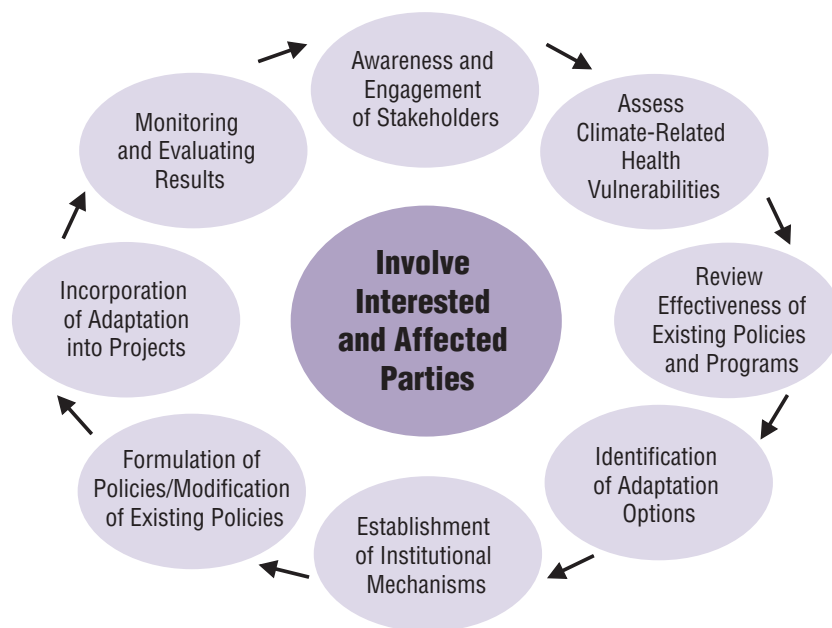 Awareness and
Engagement
of Stakeholders
Assess
Climate-Related
Health
Vulnerabilities
Review
Effectiveness of
Existing Policies
and Programs
Identification
of Adaptation
Options
Establishment
of Institutional
Mechanisms
Formulation of
Policies/Modification
of Existing Policies
Incorporation
of Adaptation
into Projects
Monitoring
and Evaluating
Results
Involve
Interested
and Affected
Parties